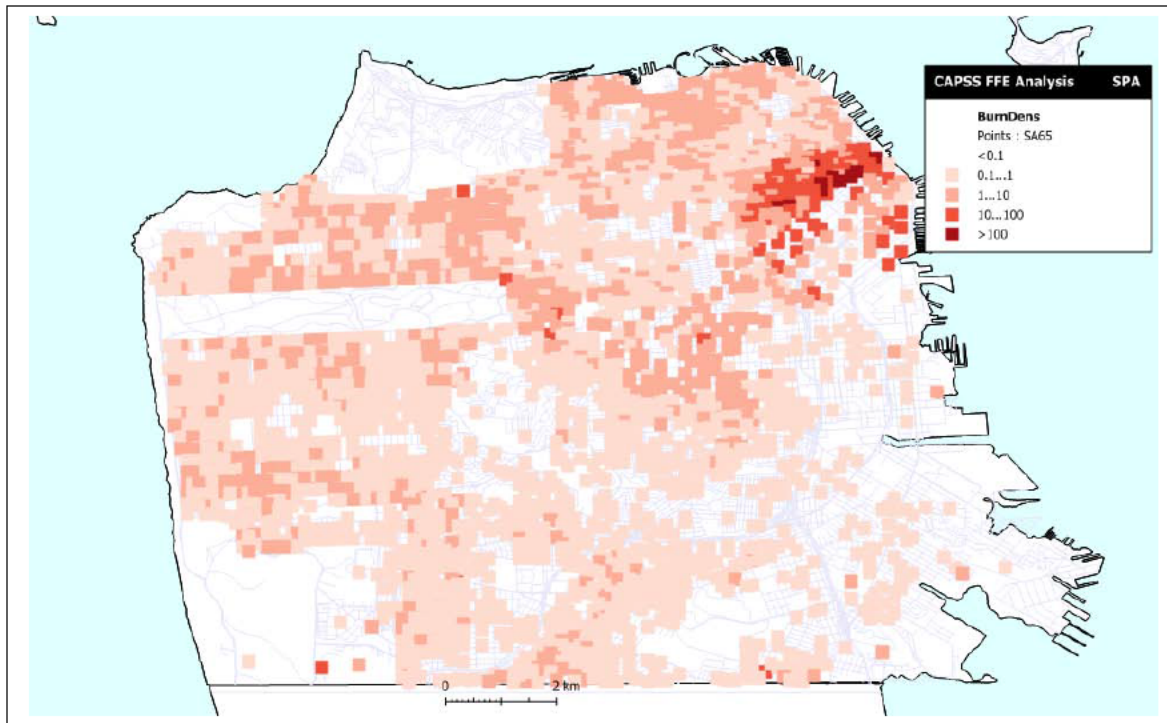 CAPSS FFE Analysis SPA
BurnDens
Points : SA65
<0.1
0.1...1
1...10
10...100
>100
0 2 km